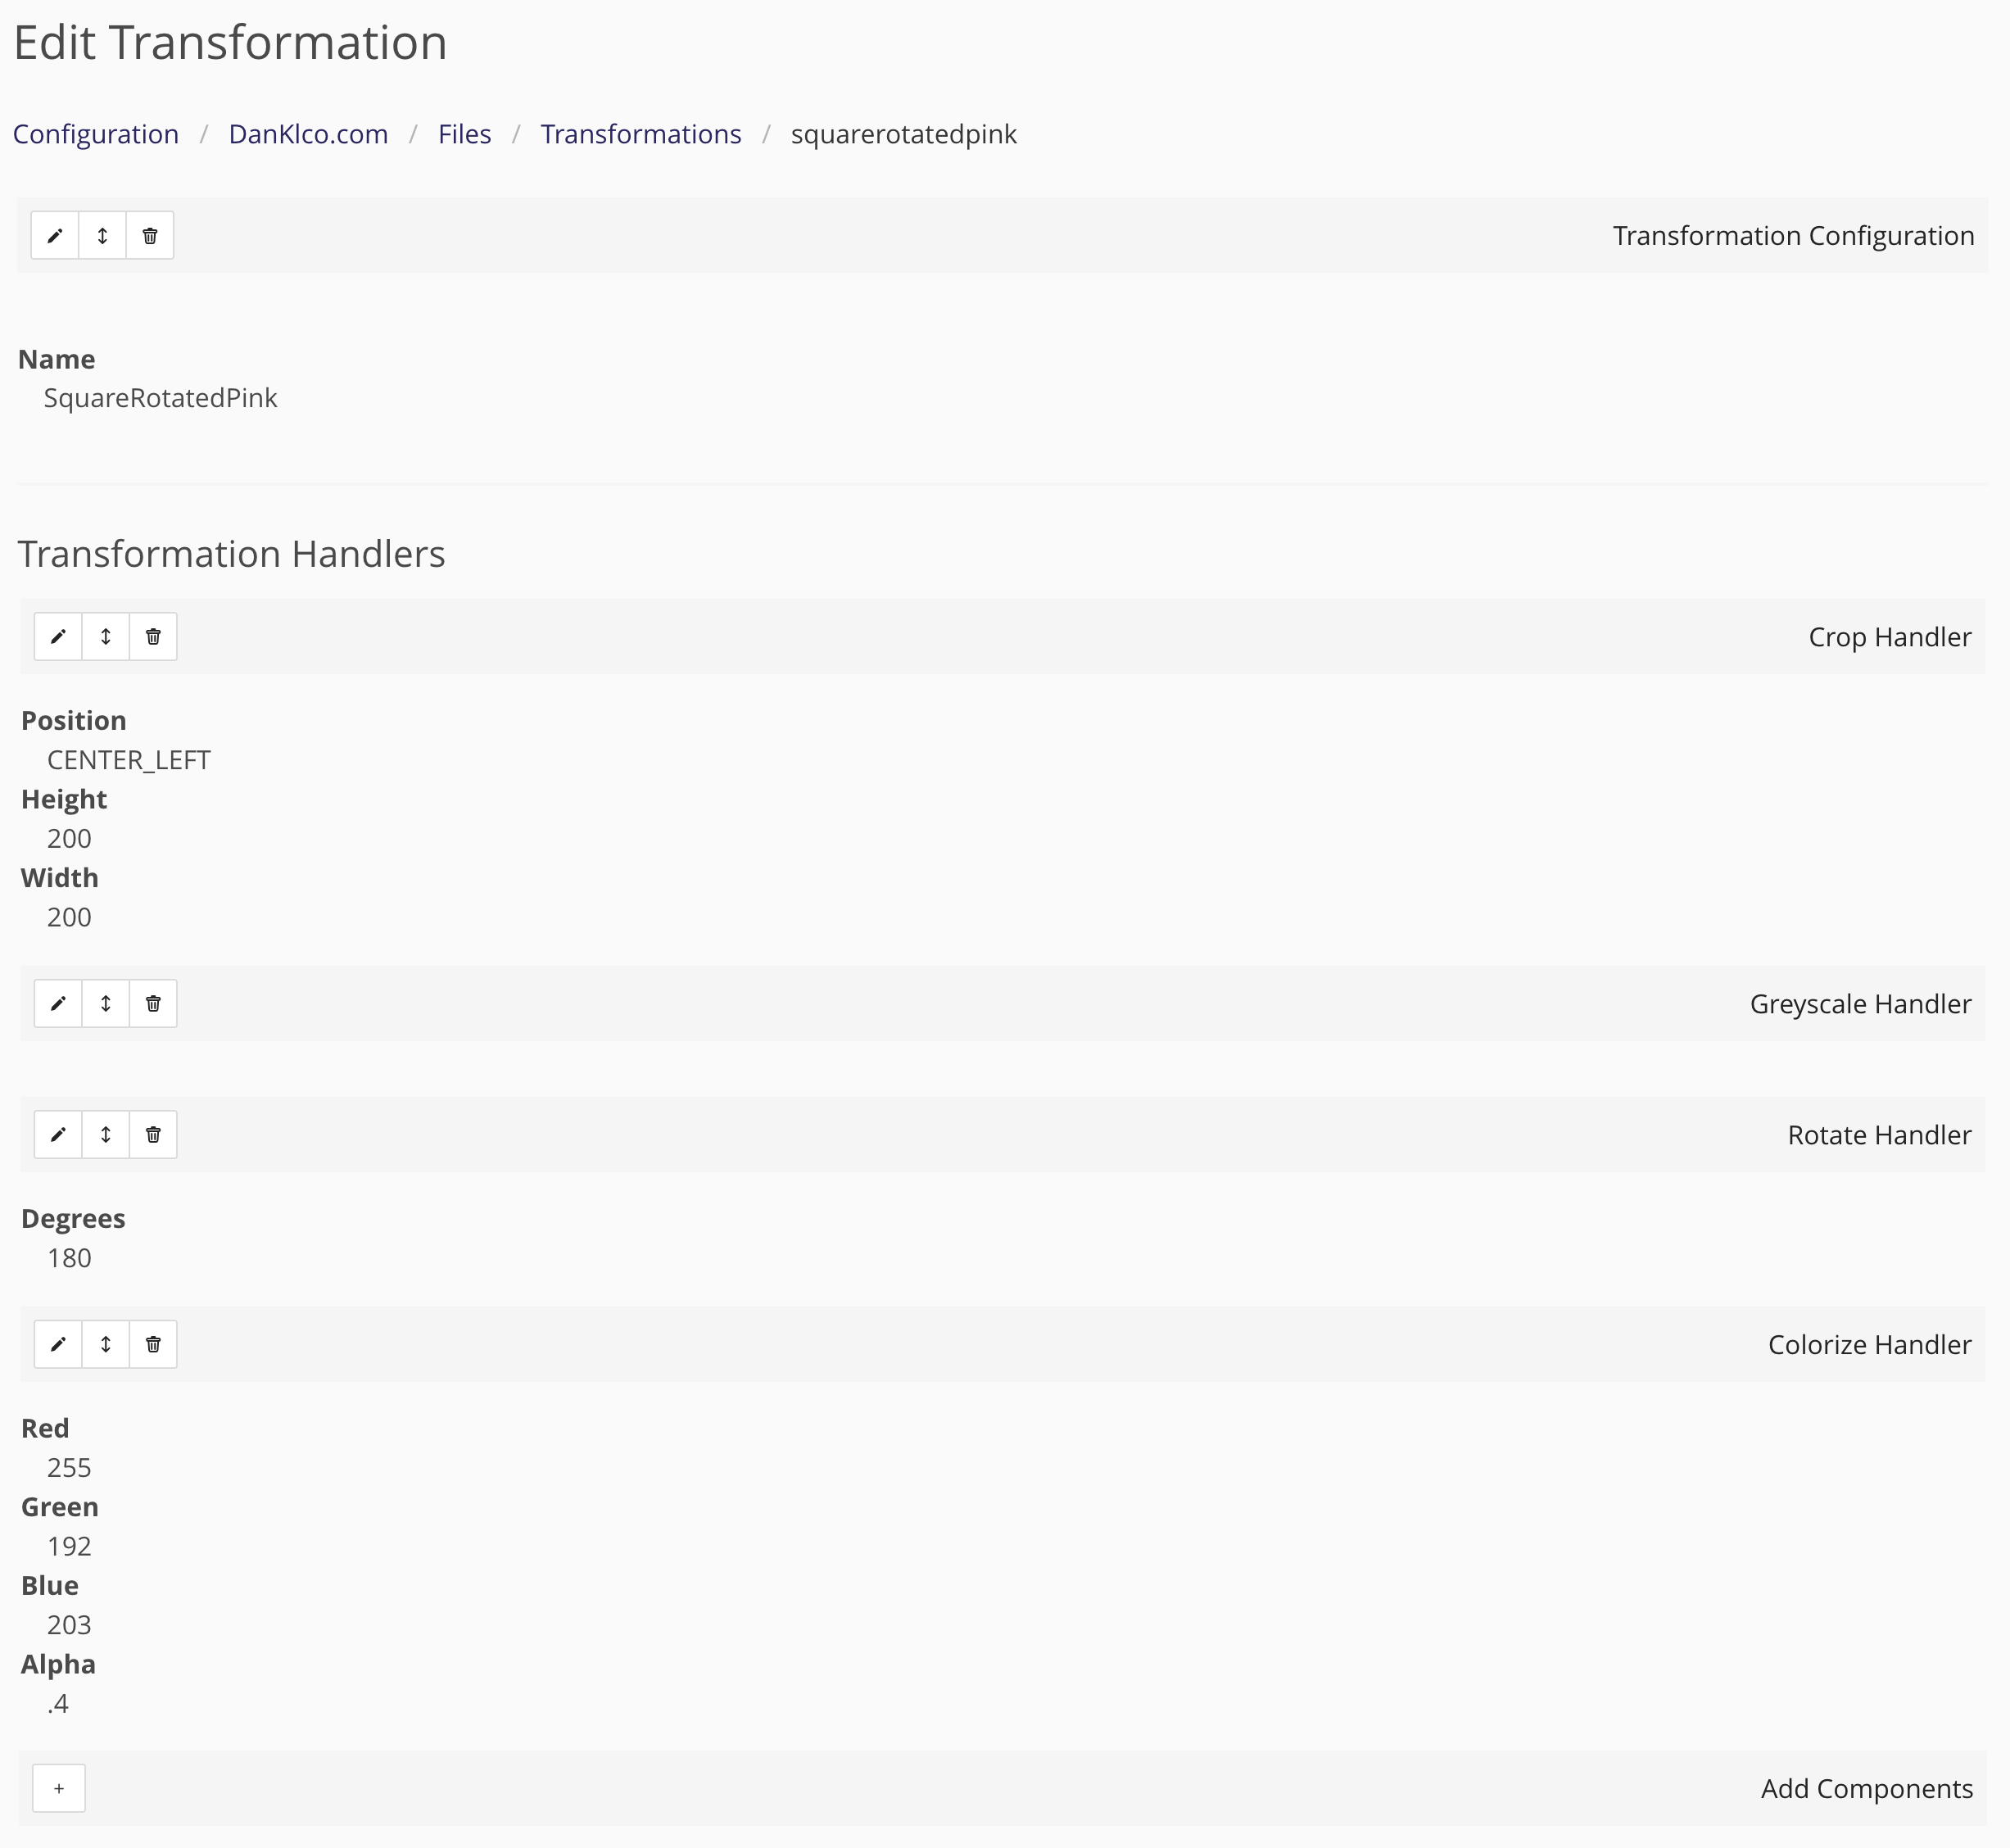 Edit Transformation
Configuration / DanKlco.com / Files / Transformations / squarerotatedpink
Transformation Configuration
Name
SquareRotatedPink
Transformation Handlers
Crop Handler
Position
CENTER_LEFT
Height
200
Width
200
Greyscale Handler
Rotate Handler
Degrees
180
Colorize Handler
Red
255
Green
192
Blue
203
Alpha
.4
+ Add Components